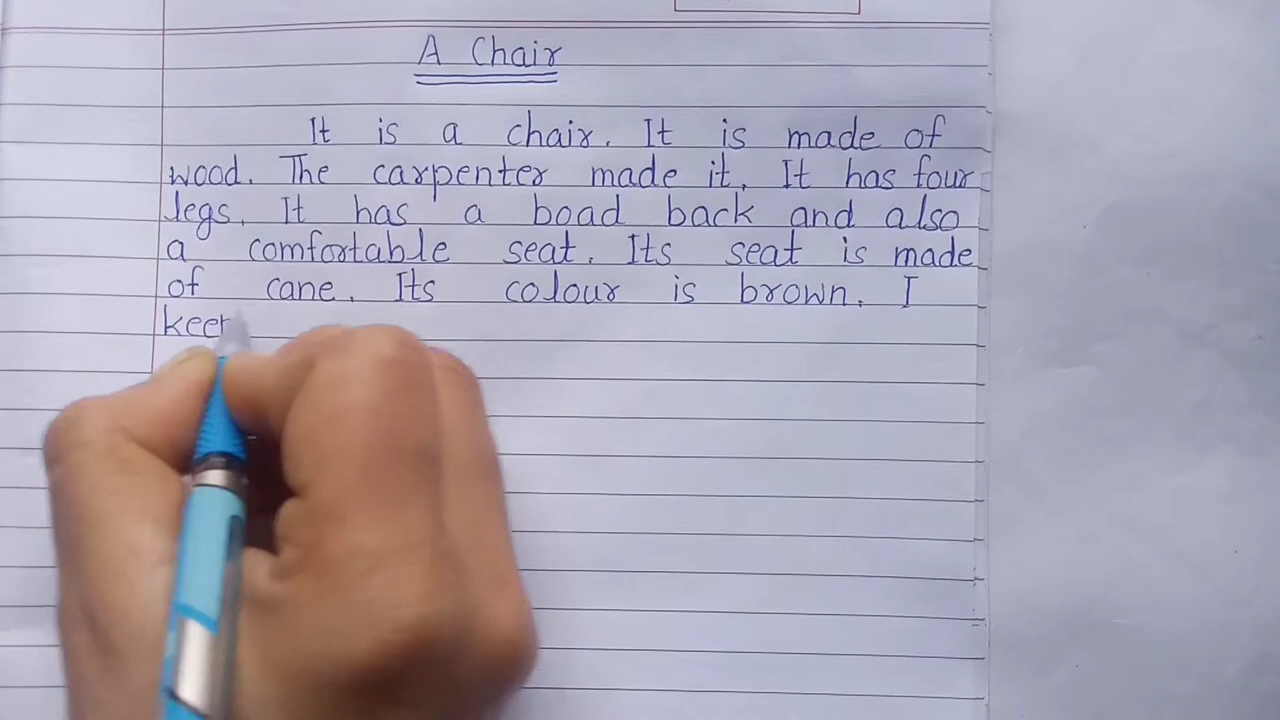 A Chair
It is a chair. It is made of
wood. The carpenter made it. It has four
legs. It has a boad back and also
a comfortable seat. Its seat is made
of cane. Its colour is brown. I